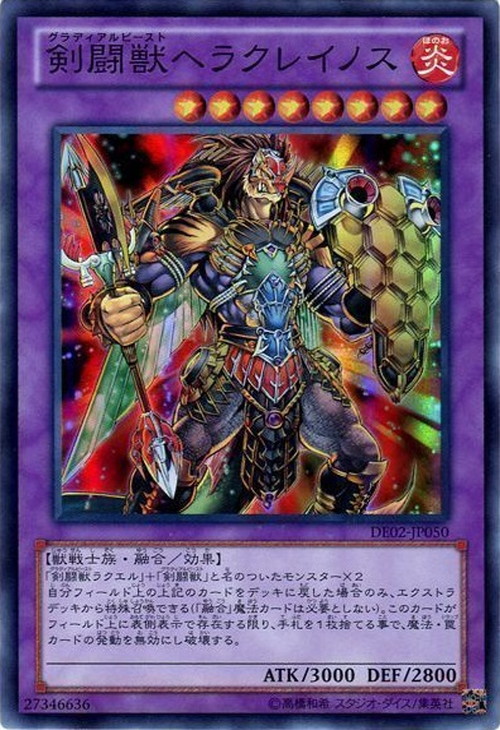 グラディアルビースト
剣闘獣ヘラクレイノス
ほのお
炎
DE02-JP050
【獣戦士族・融合／効果】
「剣闘獣ラクエル」＋「剣闘獣」と名のついたモンスター×２
自分フィールド上の上記のカードをデッキに戻した場合のみ、エクストラ
デッキから特殊召喚できる(「融合」魔法カードは必要としない)。このカードが
フィールド上に表側表示で存在する限り、手札を１枚捨てる事で、魔法・罠
カードの発動を無効にし破壊する。
ATK/3000 DEF/2800
27346636
©高橋和希 スタジオ・ダイス/集英社